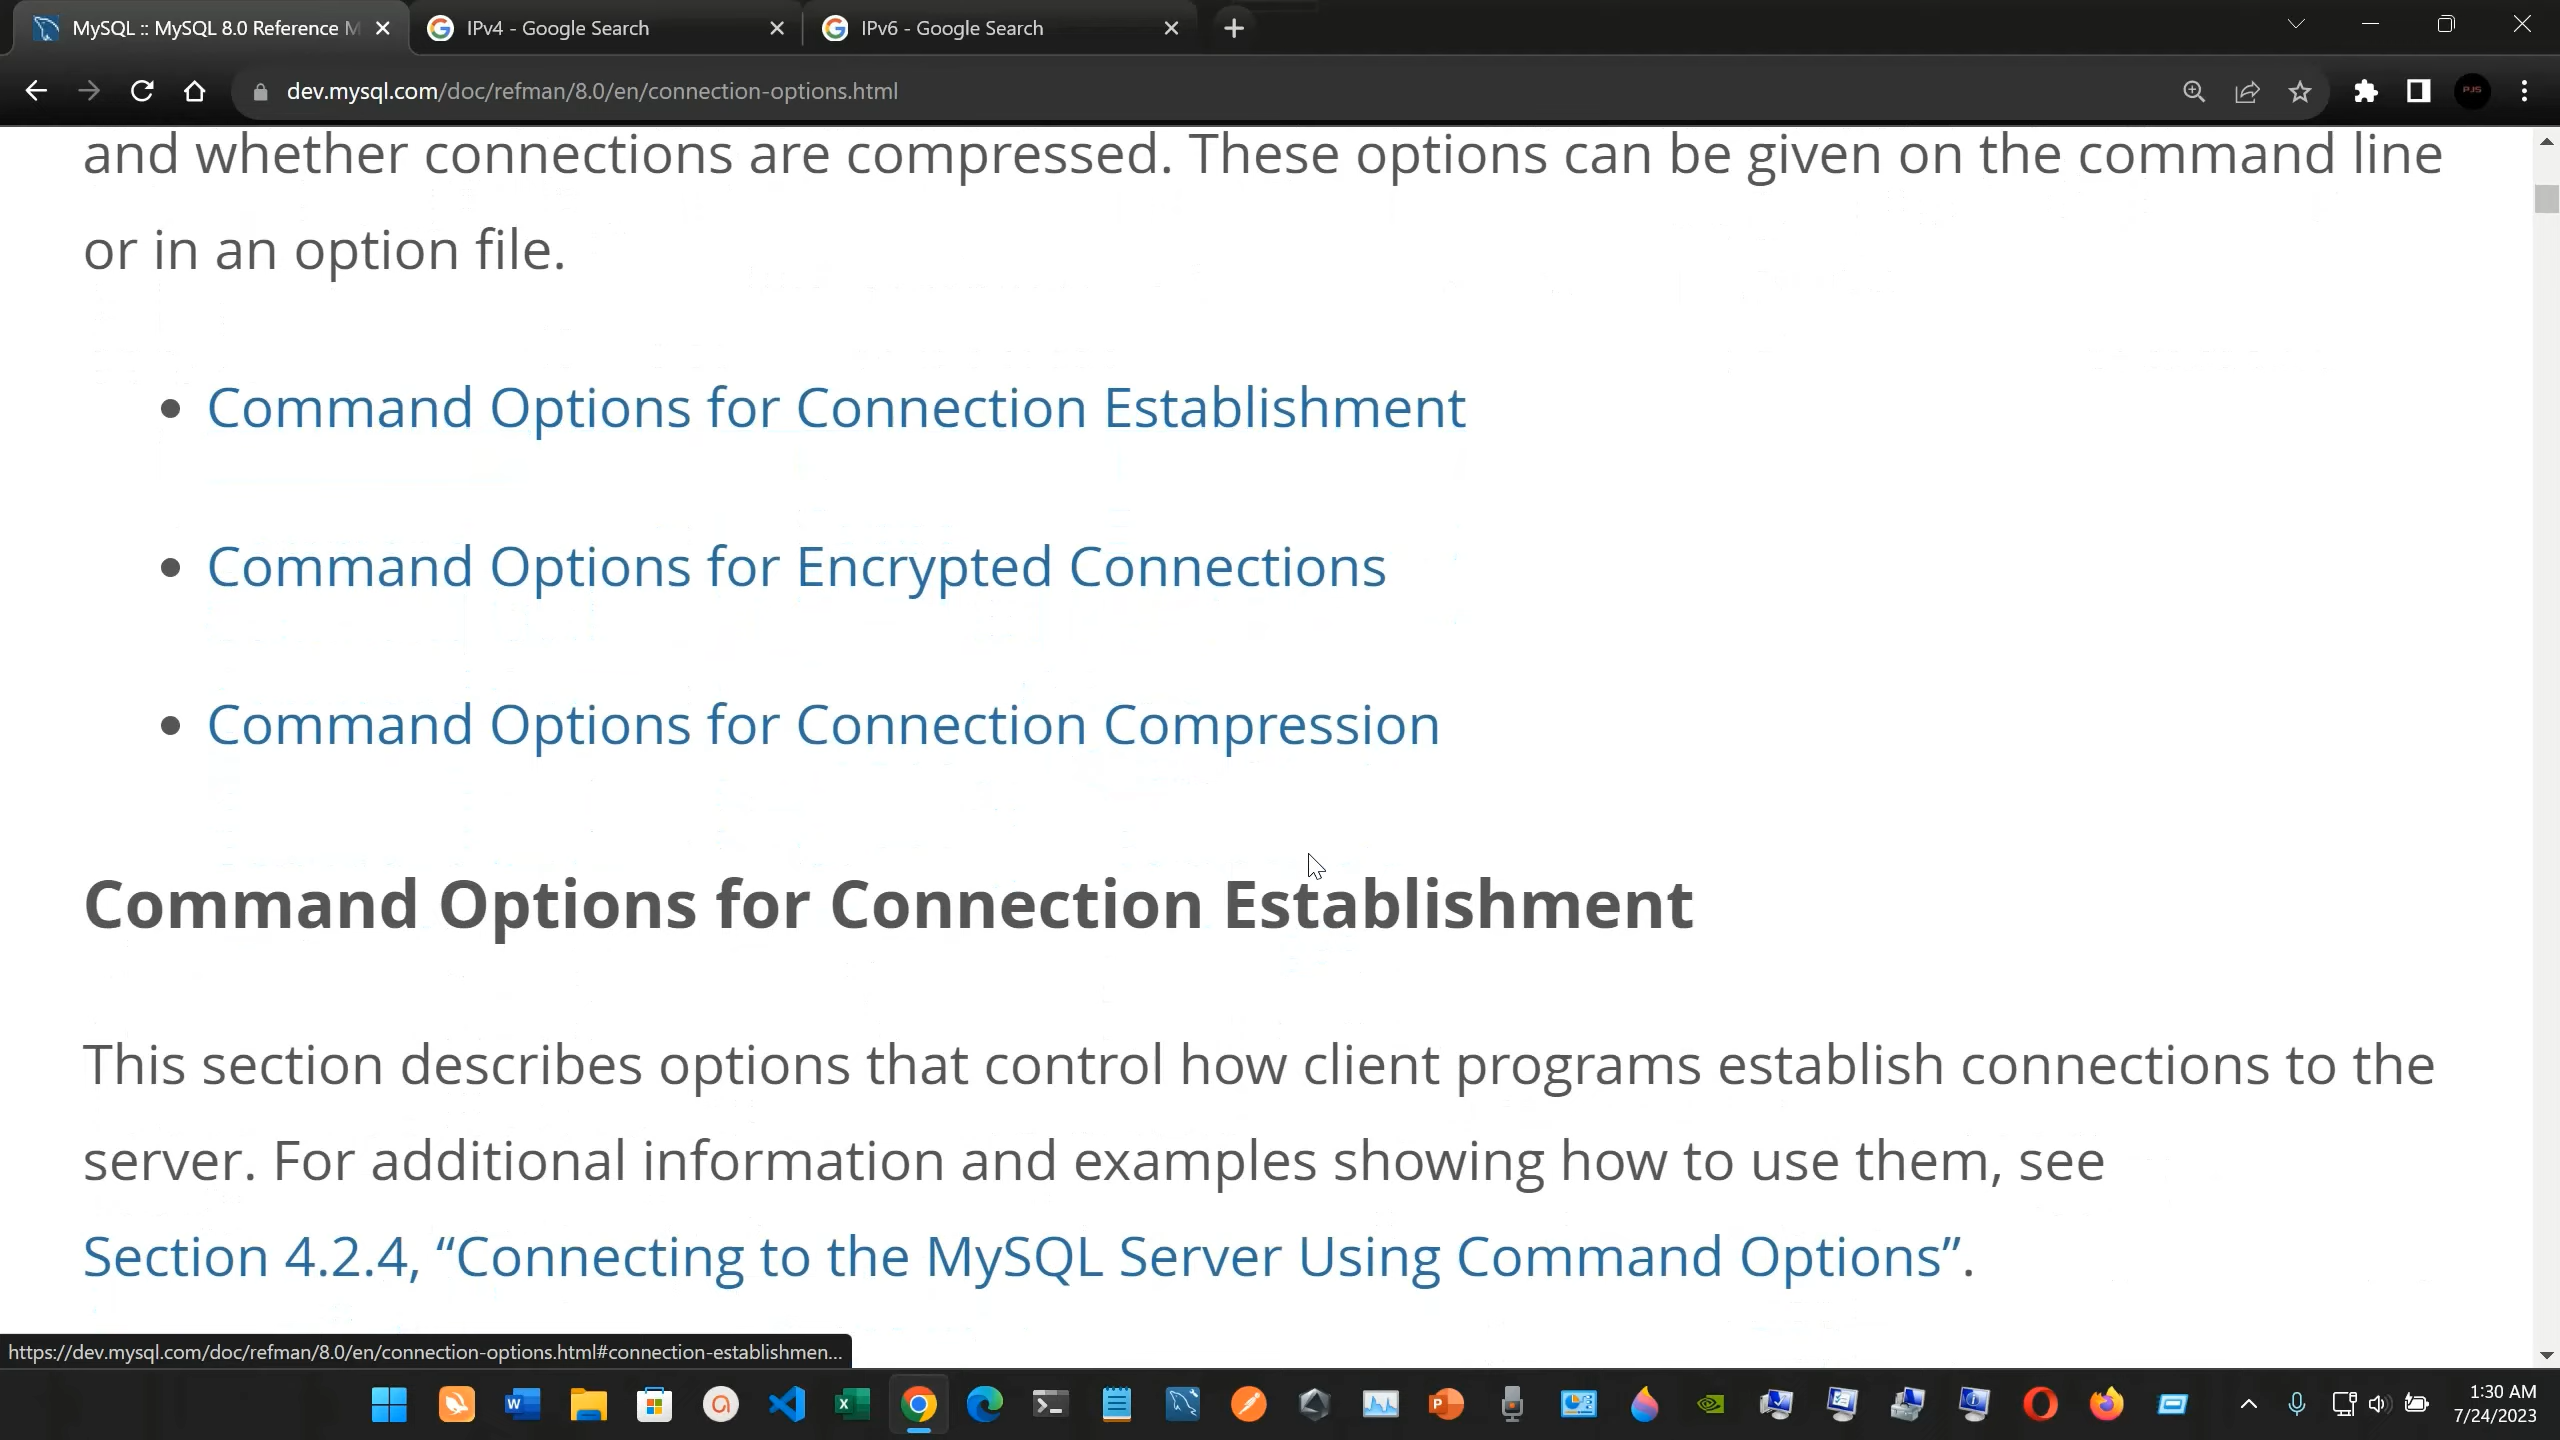 MySQL :: MySQL 8.0 Reference M
IPv4 - Google Search
IPv6 - Google Search
dev.mysql.com/doc/refman/8.0/en/connection-options.html
PJS
and whether connections are compressed. These options can be given on the command line
or in an option file.
• Command Options for Connection Establishment
• Command Options for Encrypted Connections
• Command Options for Connection Compression
Command Options for Connection Establishment
This section describes options that control how client programs establish connections to the
server. For additional information and examples showing how to use them, see
Section 4.2.4, “Connecting to the MySQL Server Using Command Options”.
https://dev.mysql.com/doc/refman/8.0/en/connection-options.html#connection-establishmen...
1:30 AM
7/24/2023